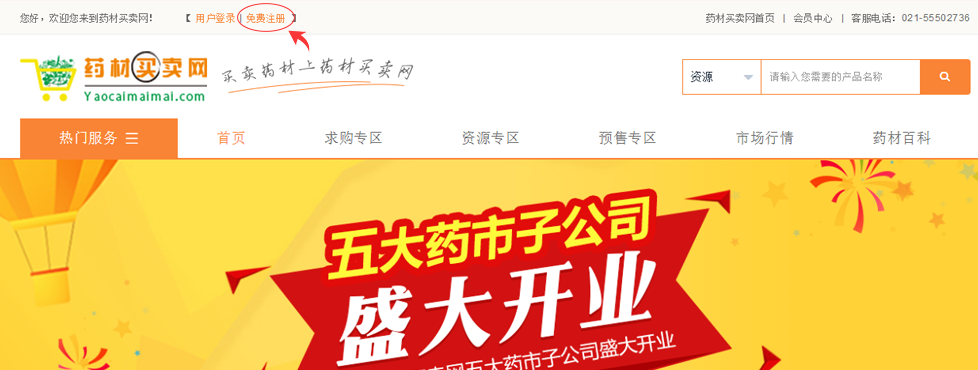 您好，欢迎您来到药材买卖网！ 【 用户登录 | 免费注册 】 药材买卖网首页 | 会员中心 | 客服电话：021-55502736
药材买卖网
Yaocaimaimai.com
买卖药材上药材买卖网
资源 请输入您需要的产品名称
热门服务 首页 求购专区 资源专区 预售专区 市场行情 药材百科
五大药市子公司
盛大开业
卖网五大药市子公司盛大开业